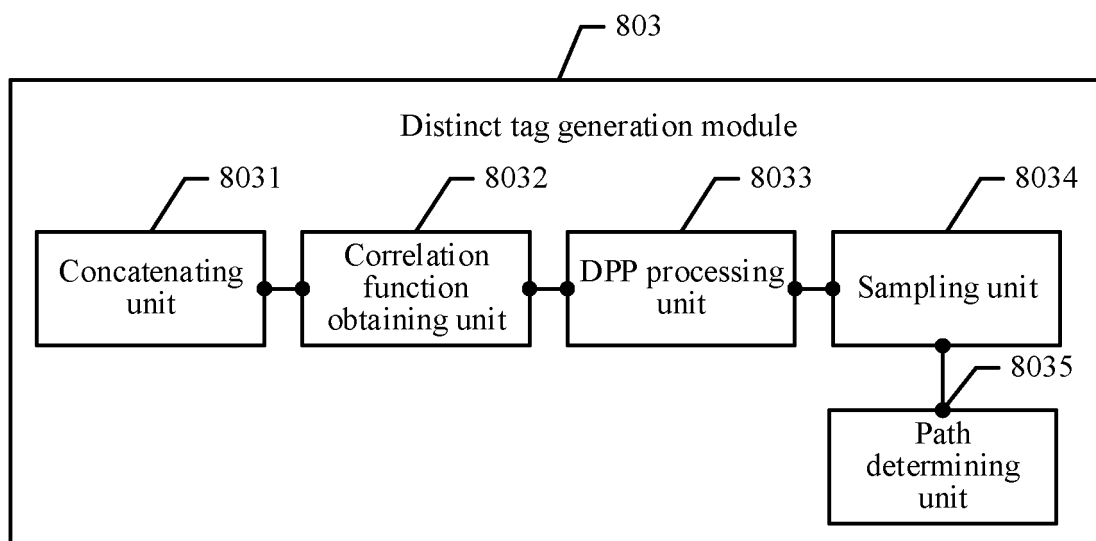 803
Distinct tag generation module
8031
8032
8033
8034
Concatenating
unit
Correlation
function
obtaining unit
DPP processing
unit
Sampling unit
8035
Path
determining
unit